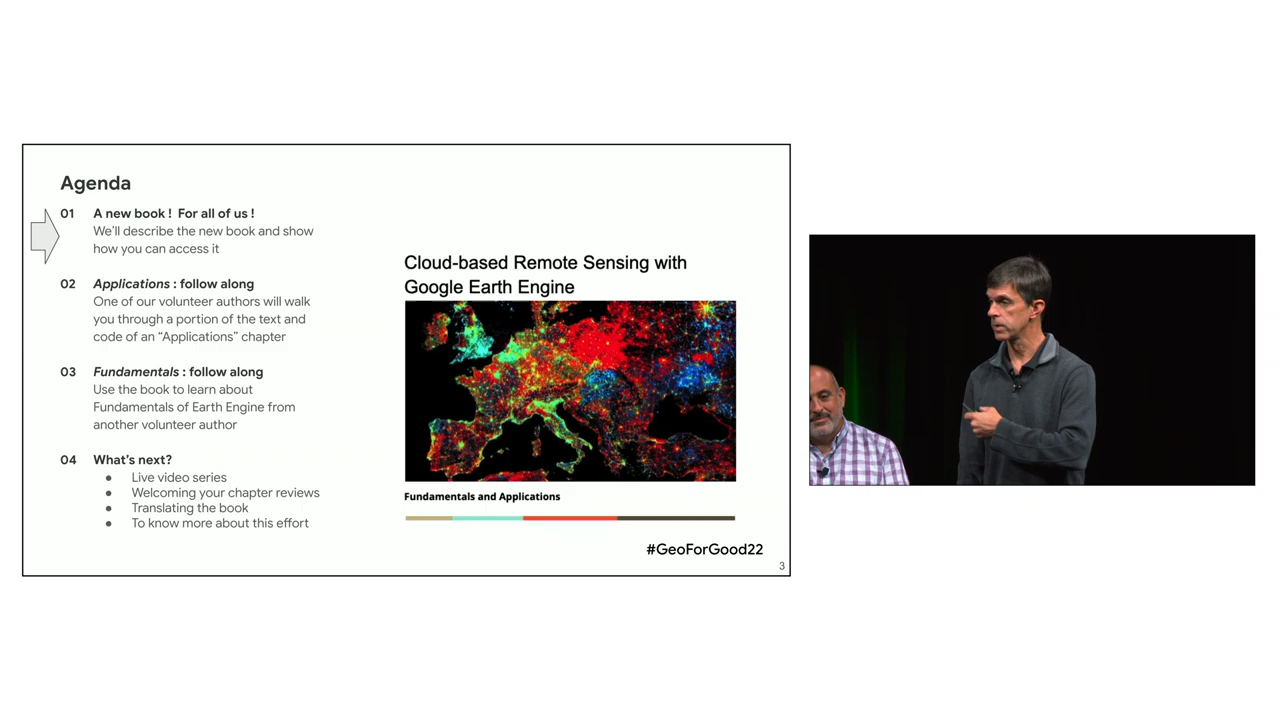 Agenda
01 A new book ! For all of us !
We’ll describe the new book and show
how you can access it
02 Applications : follow along
One of our volunteer authors will walk
you through a portion of the text and
code of an “Applications” chapter
03 Fundamentals : follow along
Use the book to learn about
Fundamentals of Earth Engine from
another volunteer author
04 What’s next?
● Live video series
● Welcoming your chapter reviews
● Translating the book
● To know more about this effort
Cloud-based Remote Sensing with
Google Earth Engine
Fundamentals and Applications
#GeoForGood22
3